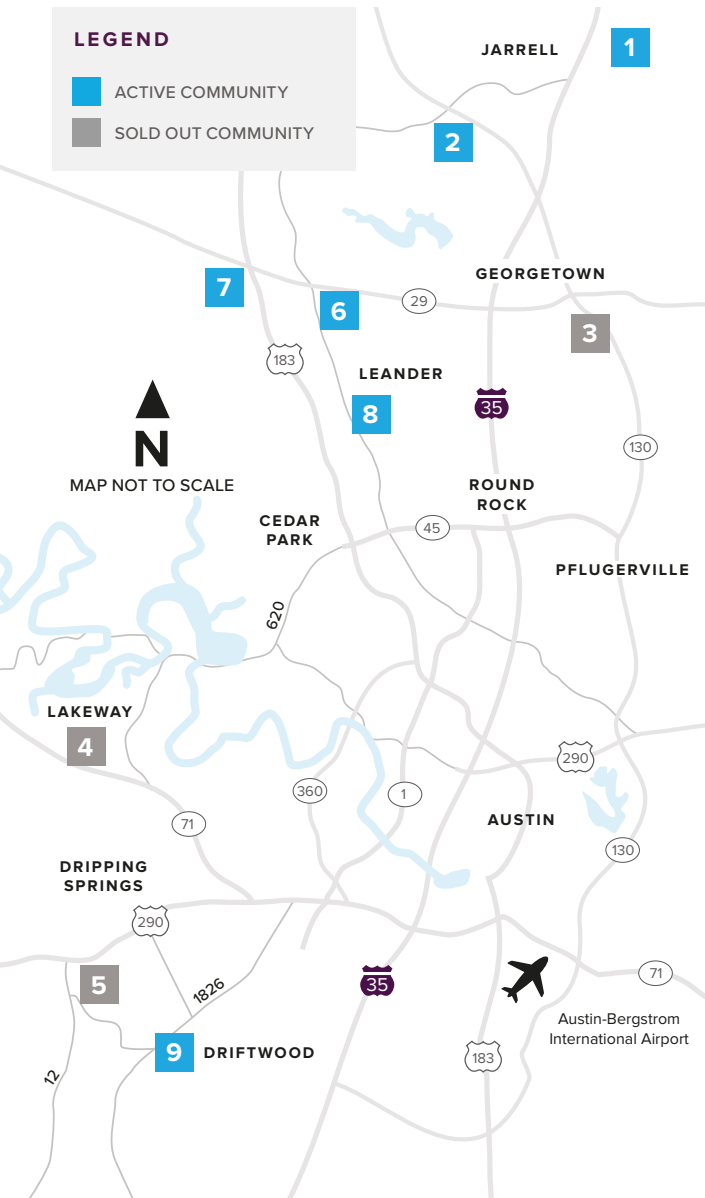 LEGEND
ACTIVE COMMUNITY
SOLD OUT COMMUNITY
JARRELL
1
2
GEORGETOWN
7
6
29
3
183
LEANDER
8
35
N
MAP NOT TO SCALE
130
ROUND
ROCK
CEDAR
PARK
45
PFLUGERVILLE
620
LAKEWAY
4
290
360
1
71
AUSTIN
130
DRIPPING
SPRINGS
290
5
1826
35
71
Austin-Bergstrom
International Airport
9
DRIFTWOOD
183
12